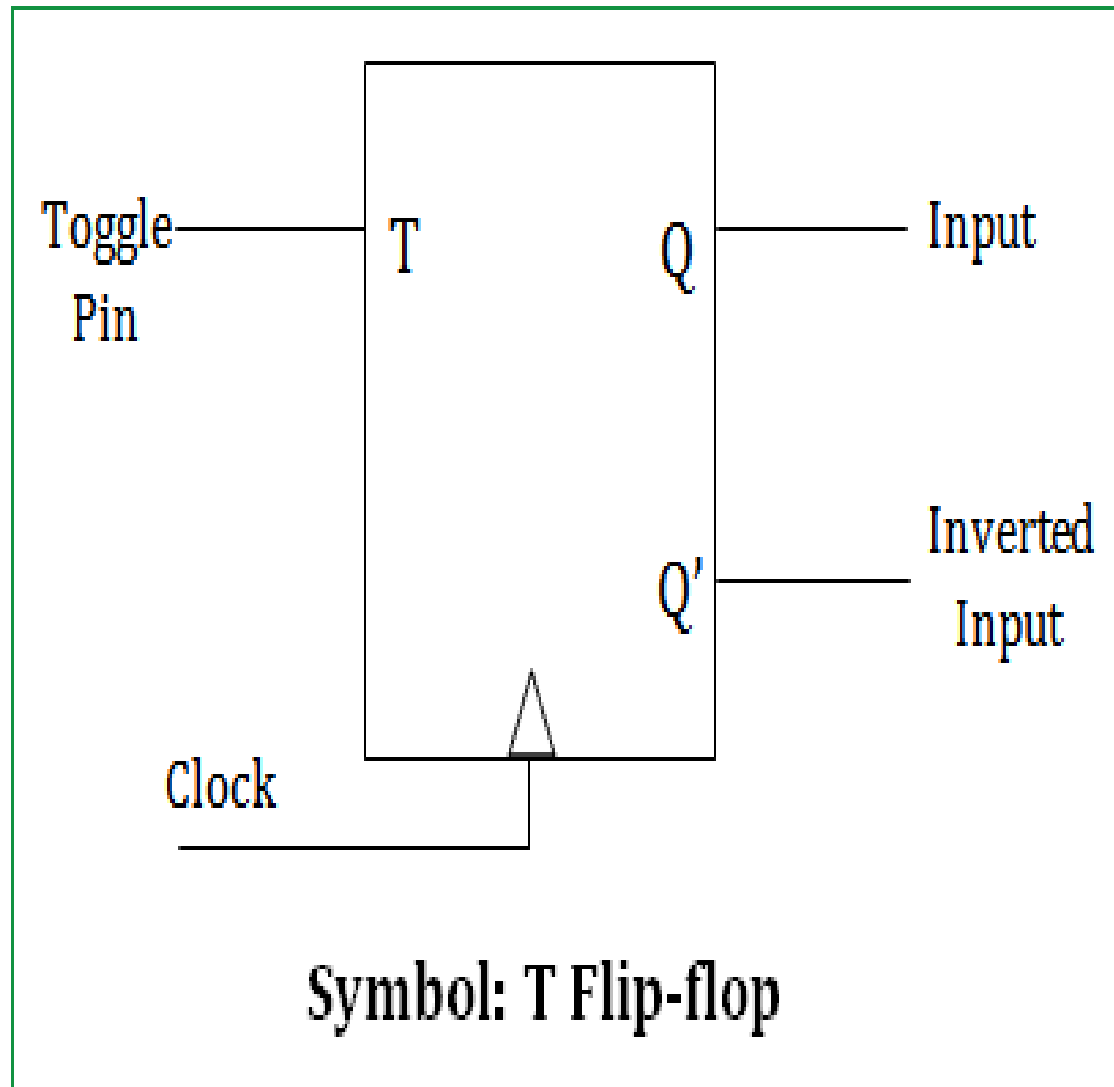 Toggle
Pin
T
Q
Input
Q'
Inverted
Input
Clock
Symbol: T Flip-flop